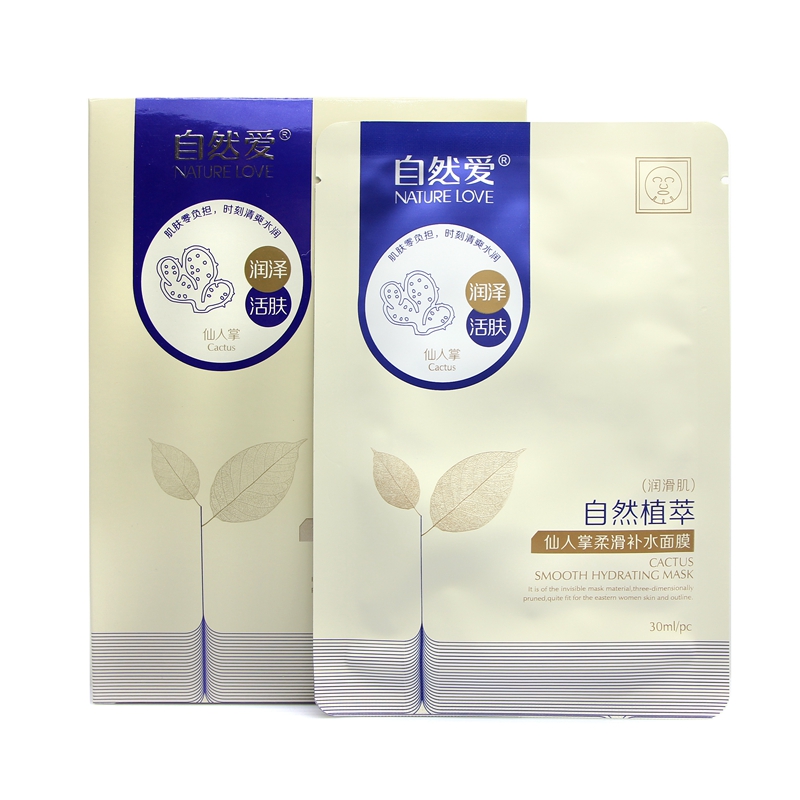 自然爱®
NATURE LOVE
肌肤零负担，时刻清爽水润
润泽
活肤
仙人掌
Cactus
自然爱®
NATURE LOVE
肌肤零负担，时刻清爽水润
润泽
活肤
仙人掌
Cactus
(润滑肌)
自然植萃
仙人掌柔滑补水面膜
CACTUS
SMOOTH HYDRATING MASK
It is of the invisible mask material,three-dimensionally
pruned,quite fit for the eastern women skin and outline.
30ml/pc